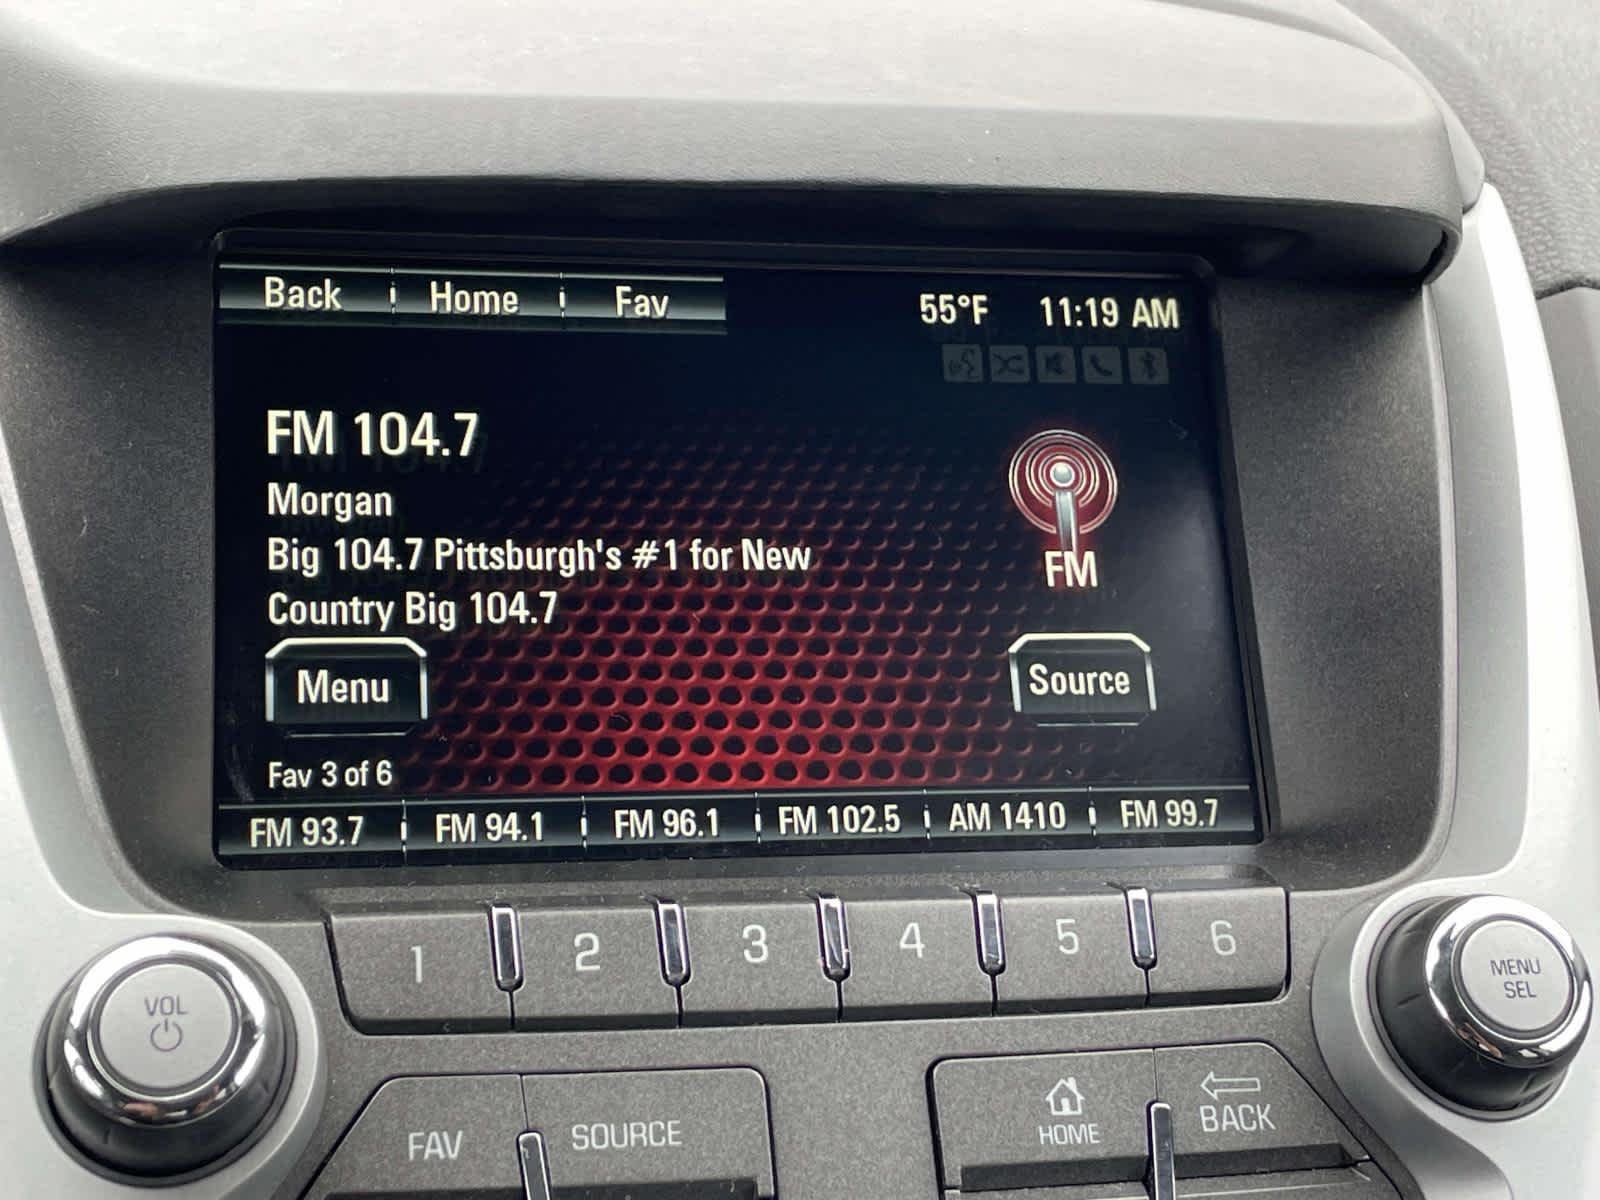 Back Home Fav 55°F 11:19 AM
FM 104.7
Morgan
Big 104.7 Pittsburgh's #1 for New
Country Big 104.7
FM
Menu Source
Fav 3 of 6
FM 93.7 FM 94.1 FM 96.1 FM 102.5 AM 1410 FM 99.7
1 2 3 4 5 6
VOL
MENU
SEL
FAV SOURCE HOME BACK